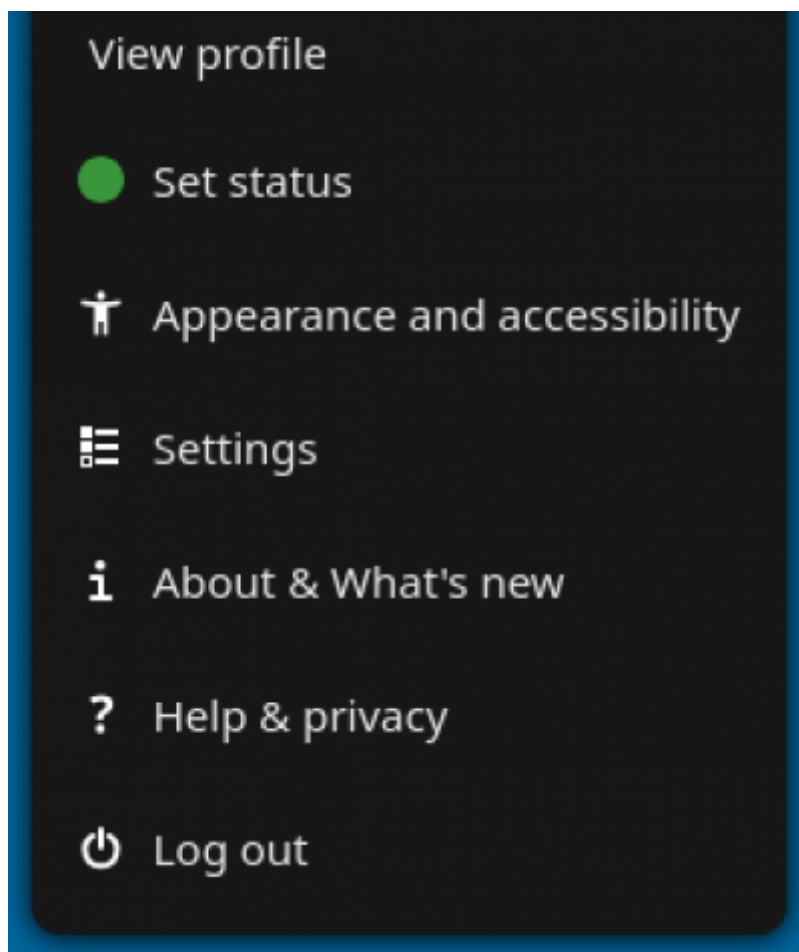 View profile
Set status
Appearance and accessibility
Settings
About & What's new
Help & privacy
Log out